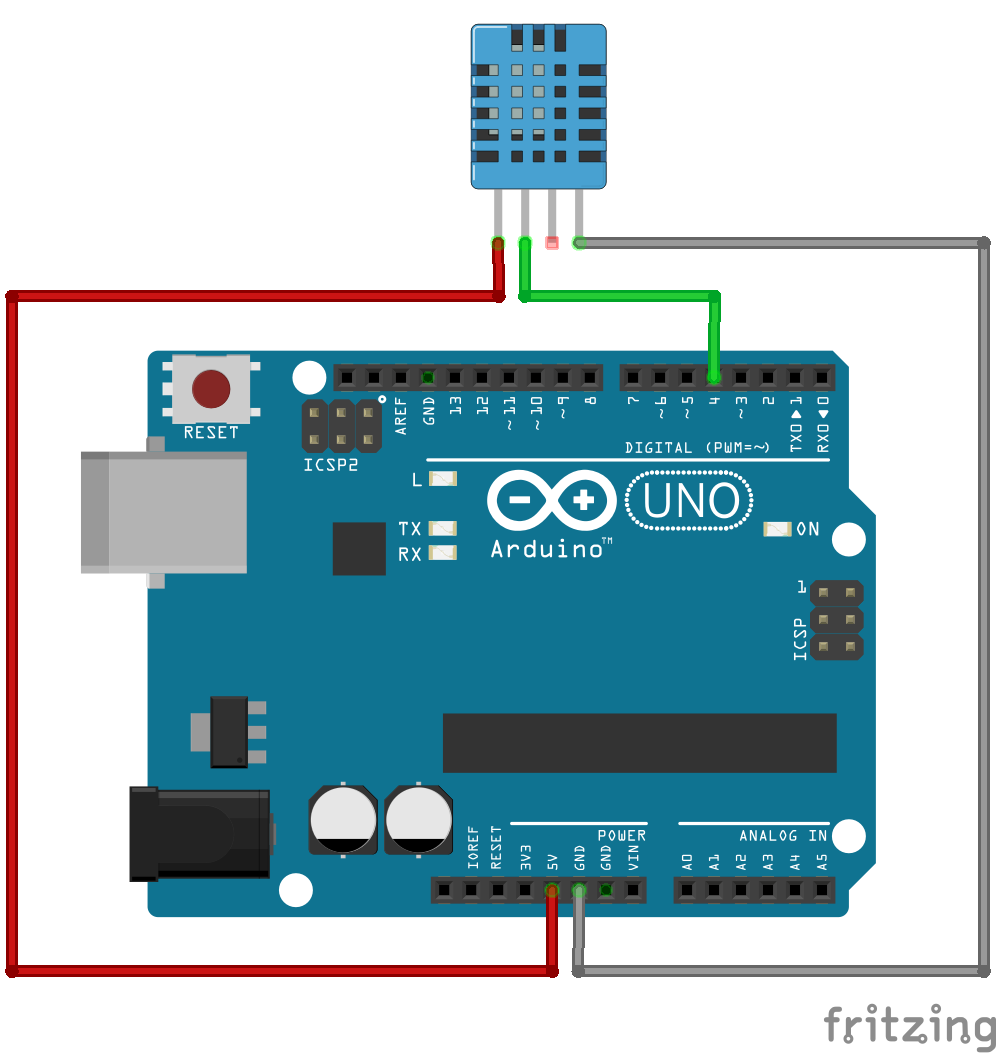 RESET
ICSP2
AREF
GND
13
12
~11
~10
~9
8
7
~6
~5
4
~3
2
TX0 ▶ 1
RX0 ◀ 0
DIGITAL (PWM=~)
L
TX
RX
UNO
Arduino™
ON
1
ICSP
IOREF
RESET
3V3
5V
GND
GND
VIN
POWER
ANALOG IN
A0
A1
A2
A3
A4
A5
fritzing